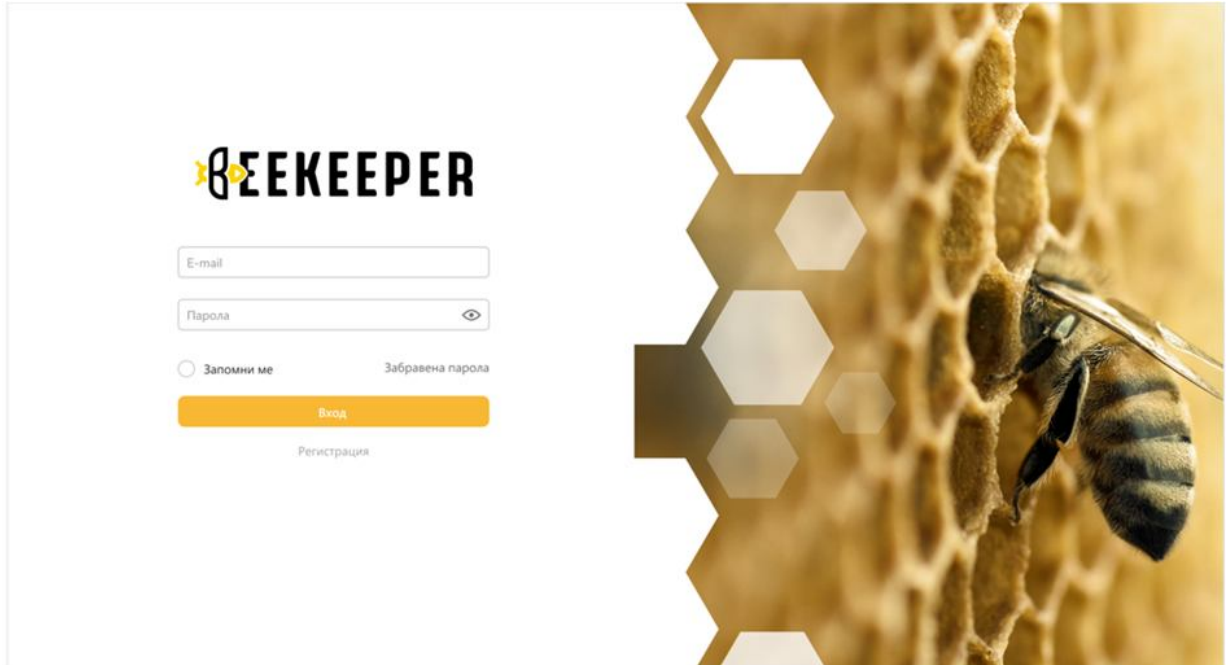 BEEKEEPER
E-mail
Парола
Запомни ме Забравена парола
Вход
Регистрация